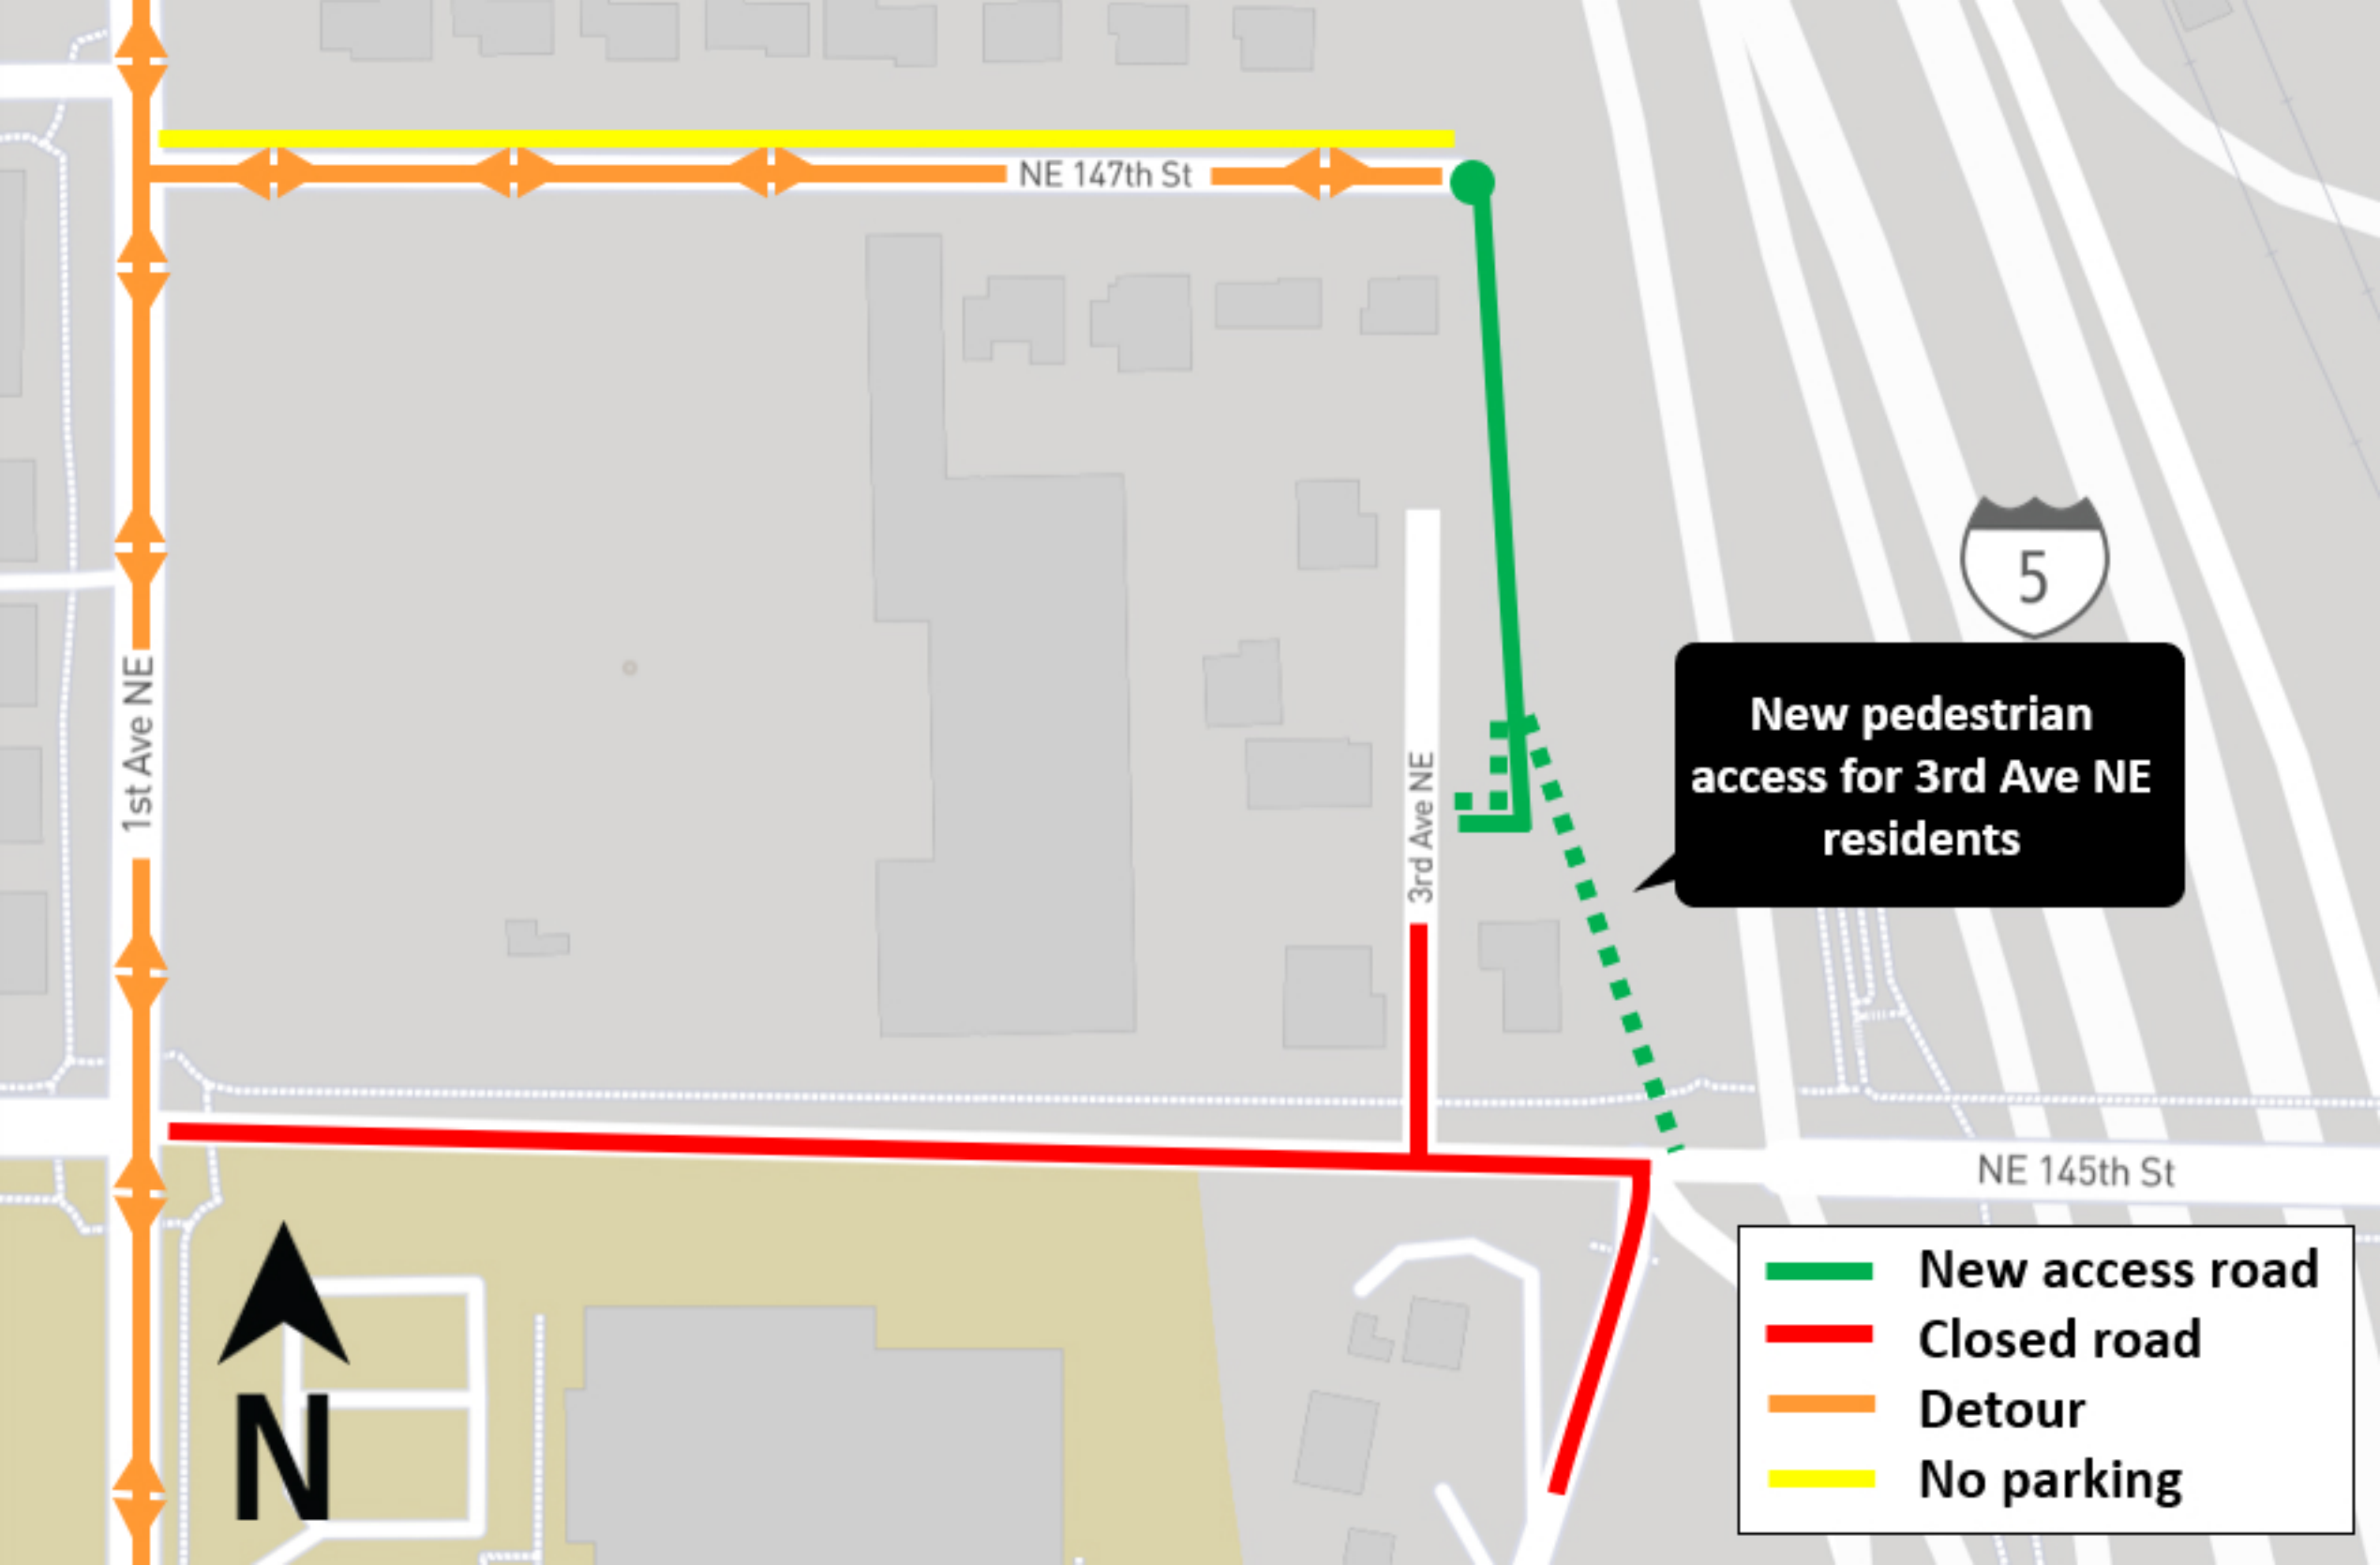 NE 147th St
5
1st Ave NE
3rd Ave NE
New pedestrian
access for 3rd Ave NE
residents
NE 145th St
N
New access road
Closed road
Detour
No parking